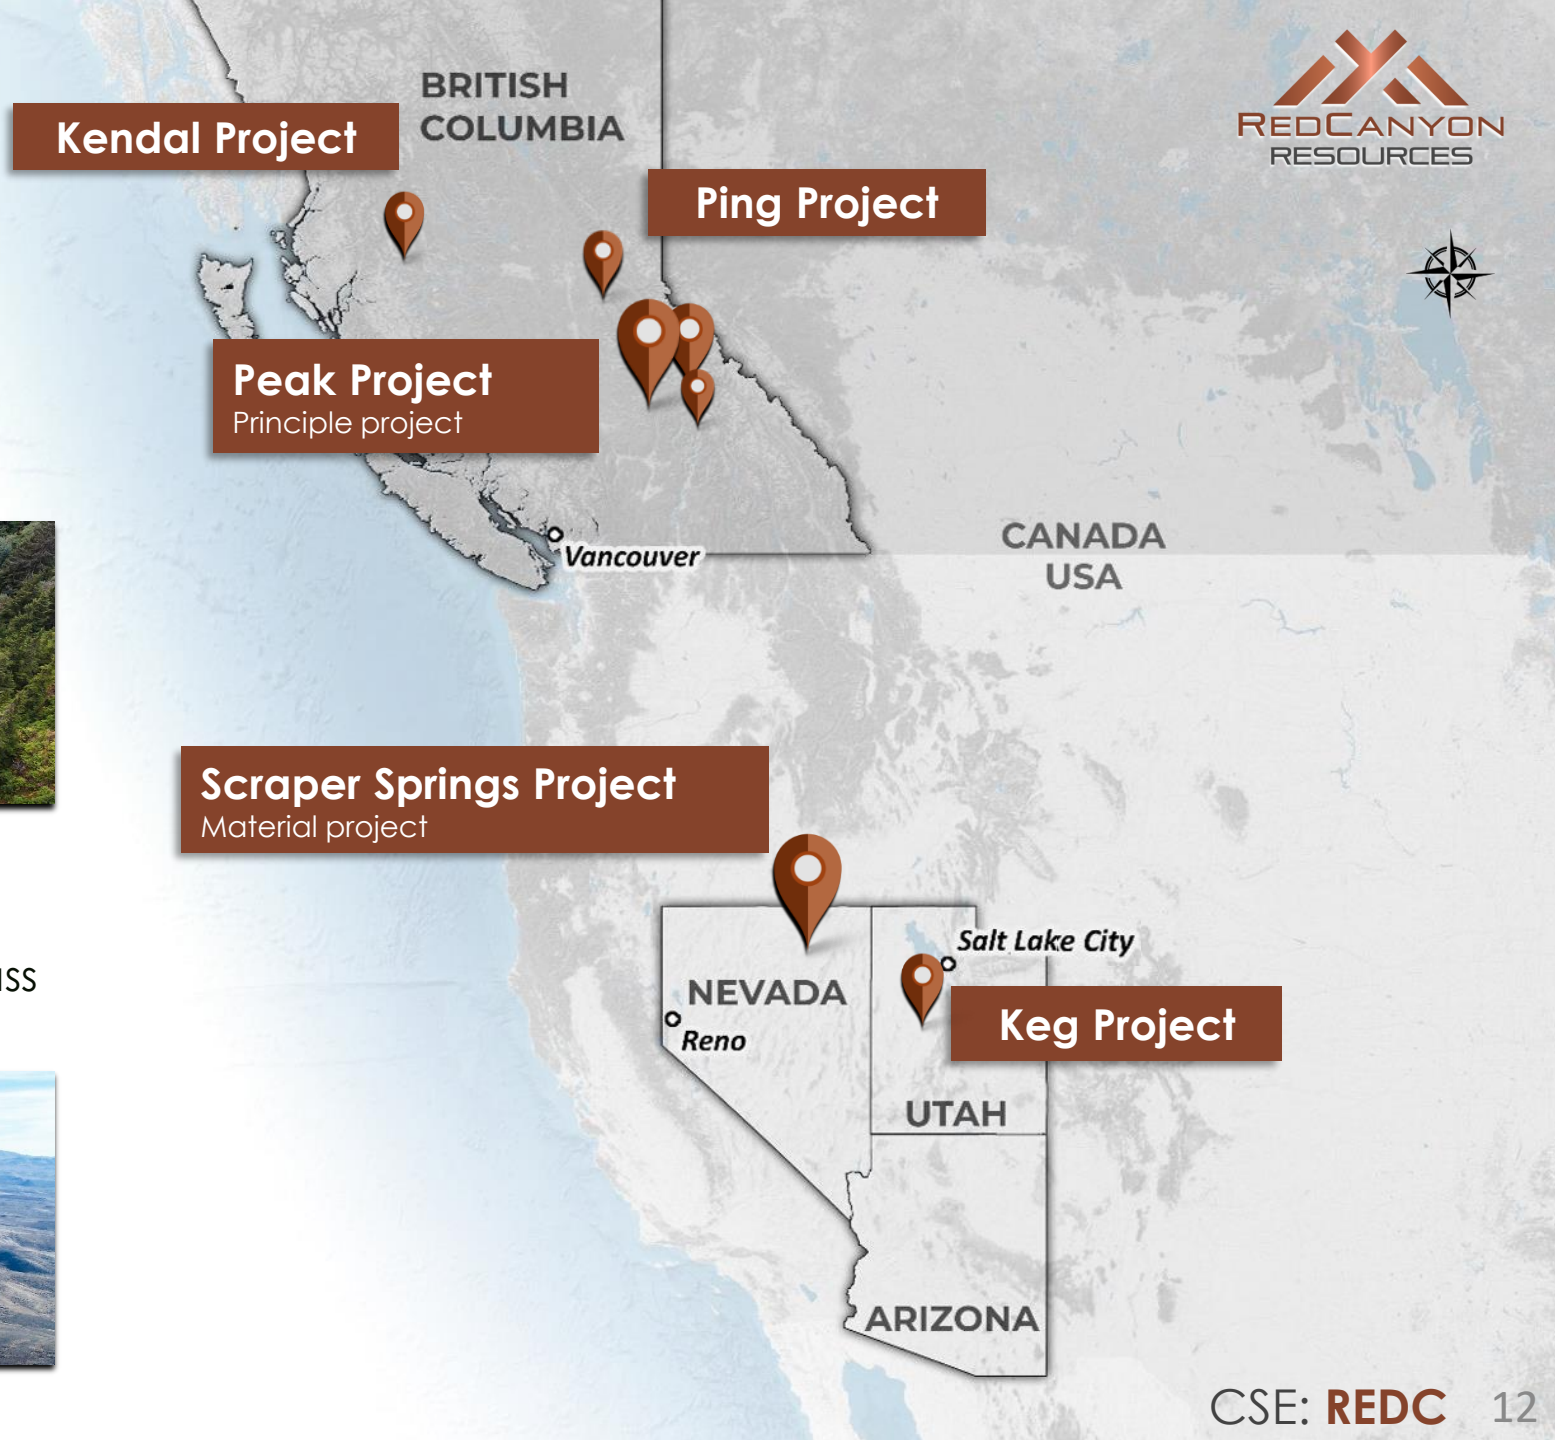 BRITISH
COLUMBIA
Kendal Project
REDCANYON
RESOURCES
Ping Project
Peak Project
Principle project
Vancouver
CANADA
USA
Scraper Springs Project
Material project
Salt Lake City
NEVADA
Reno
Keg Project
UTAH
ARIZONA
CSE: REDC 12